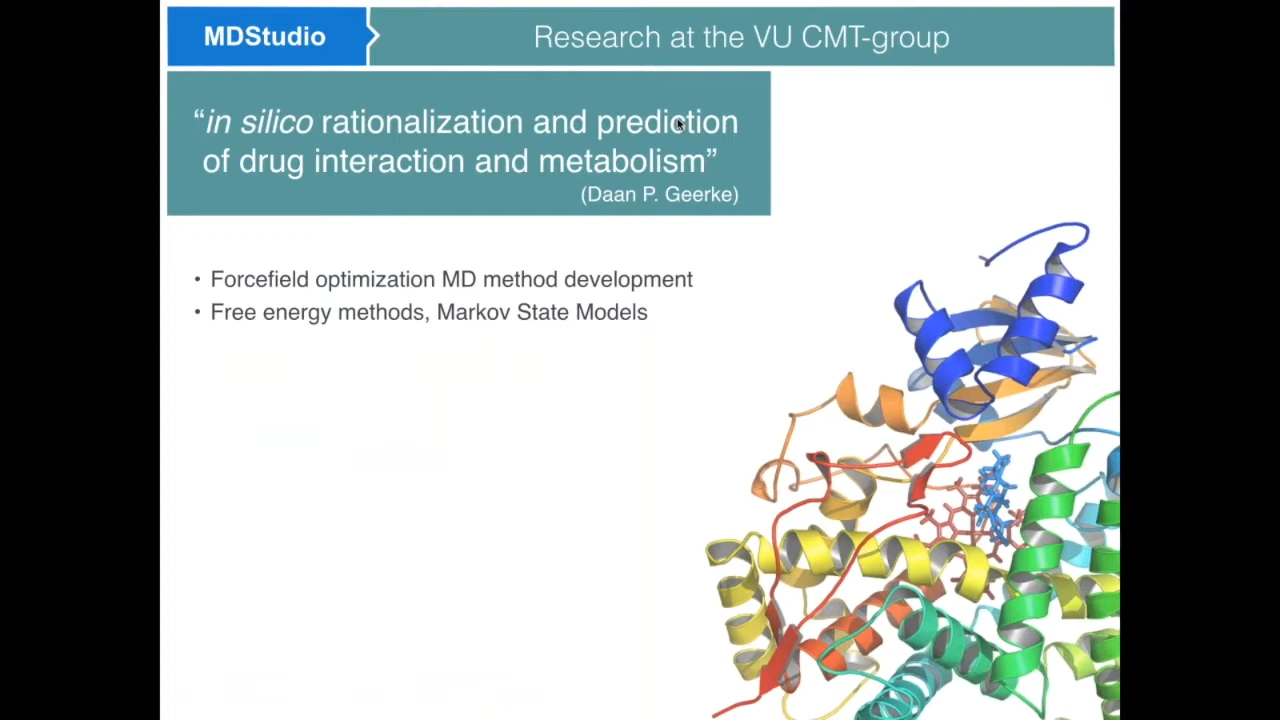 MDStudio
Research at the VU CMT-group
“in silico rationalization and prediction
of drug interaction and metabolism”
(Daan P. Geerke)
• Forcefield optimization MD method development
• Free energy methods, Markov State Models